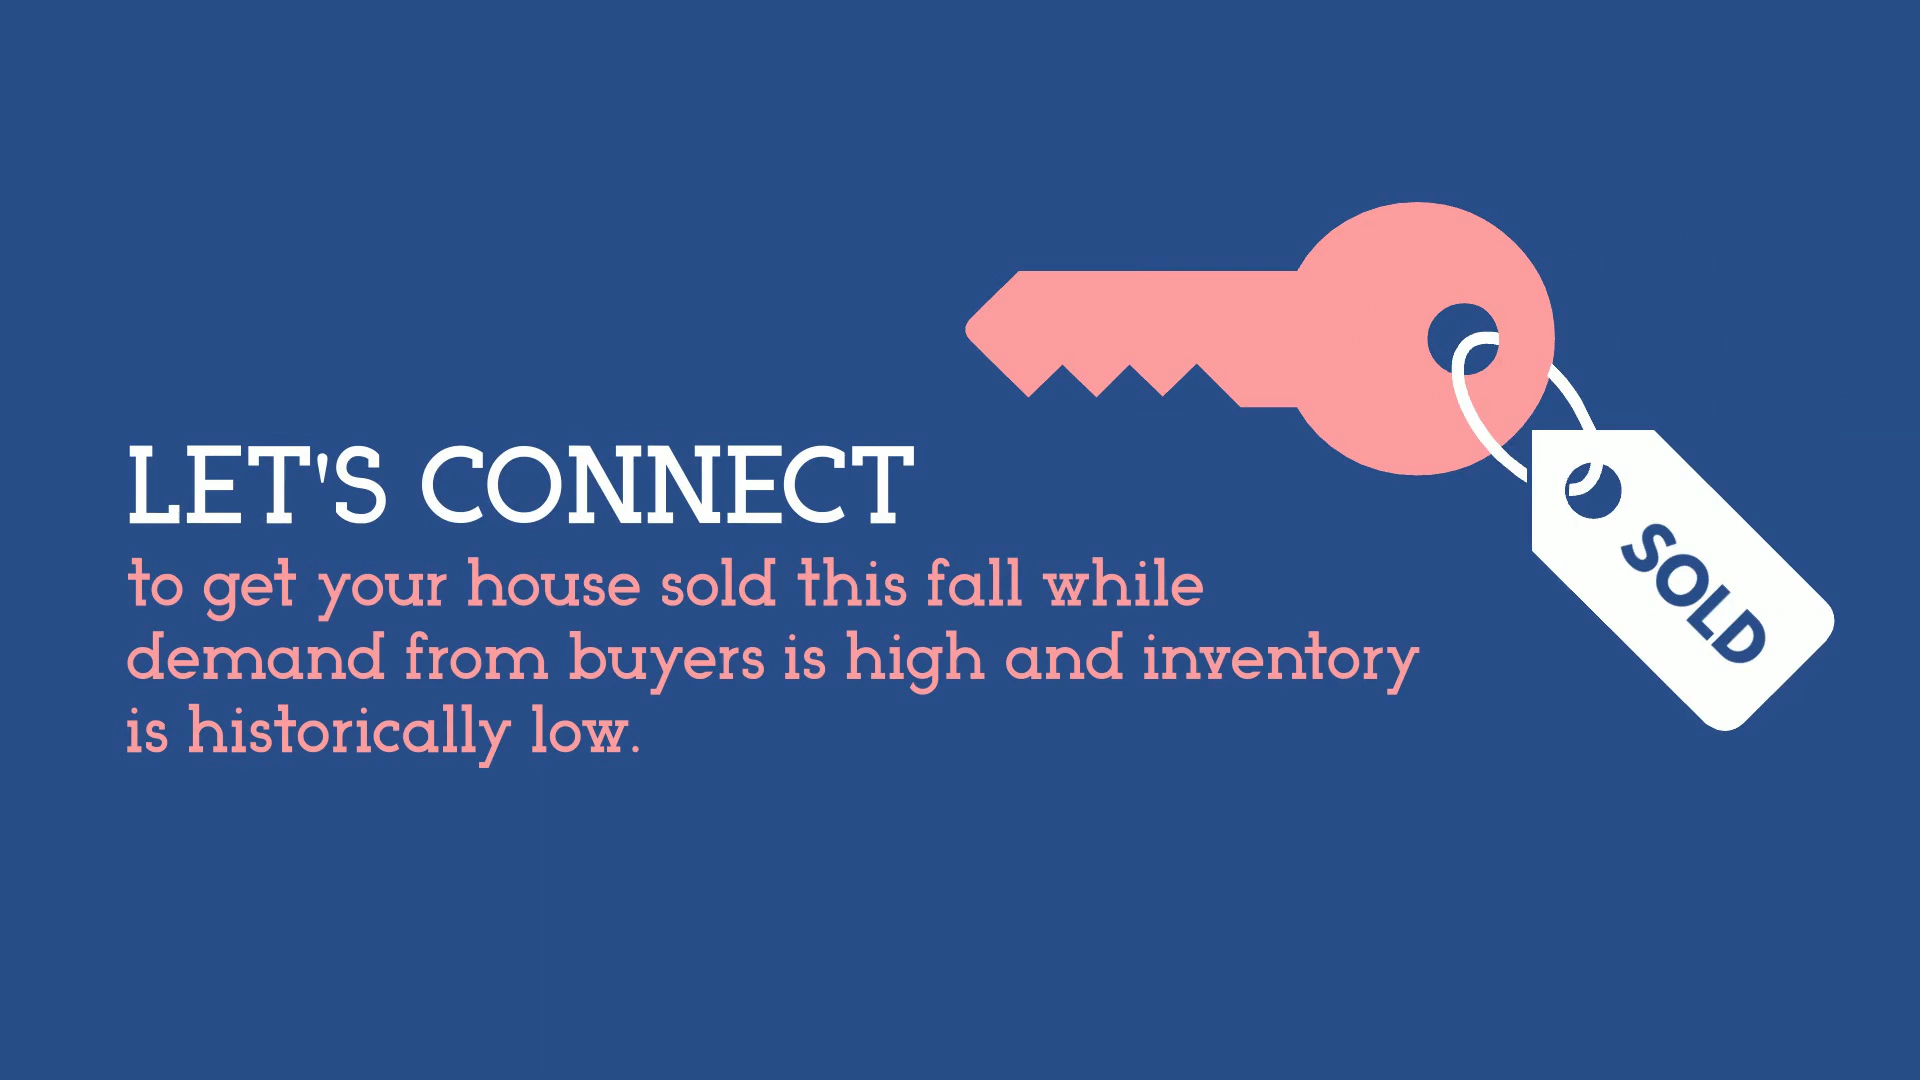 LET'S CONNECT
to get your house sold this fall while
demand from buyers is high and inventory
is historically low.
SOLD